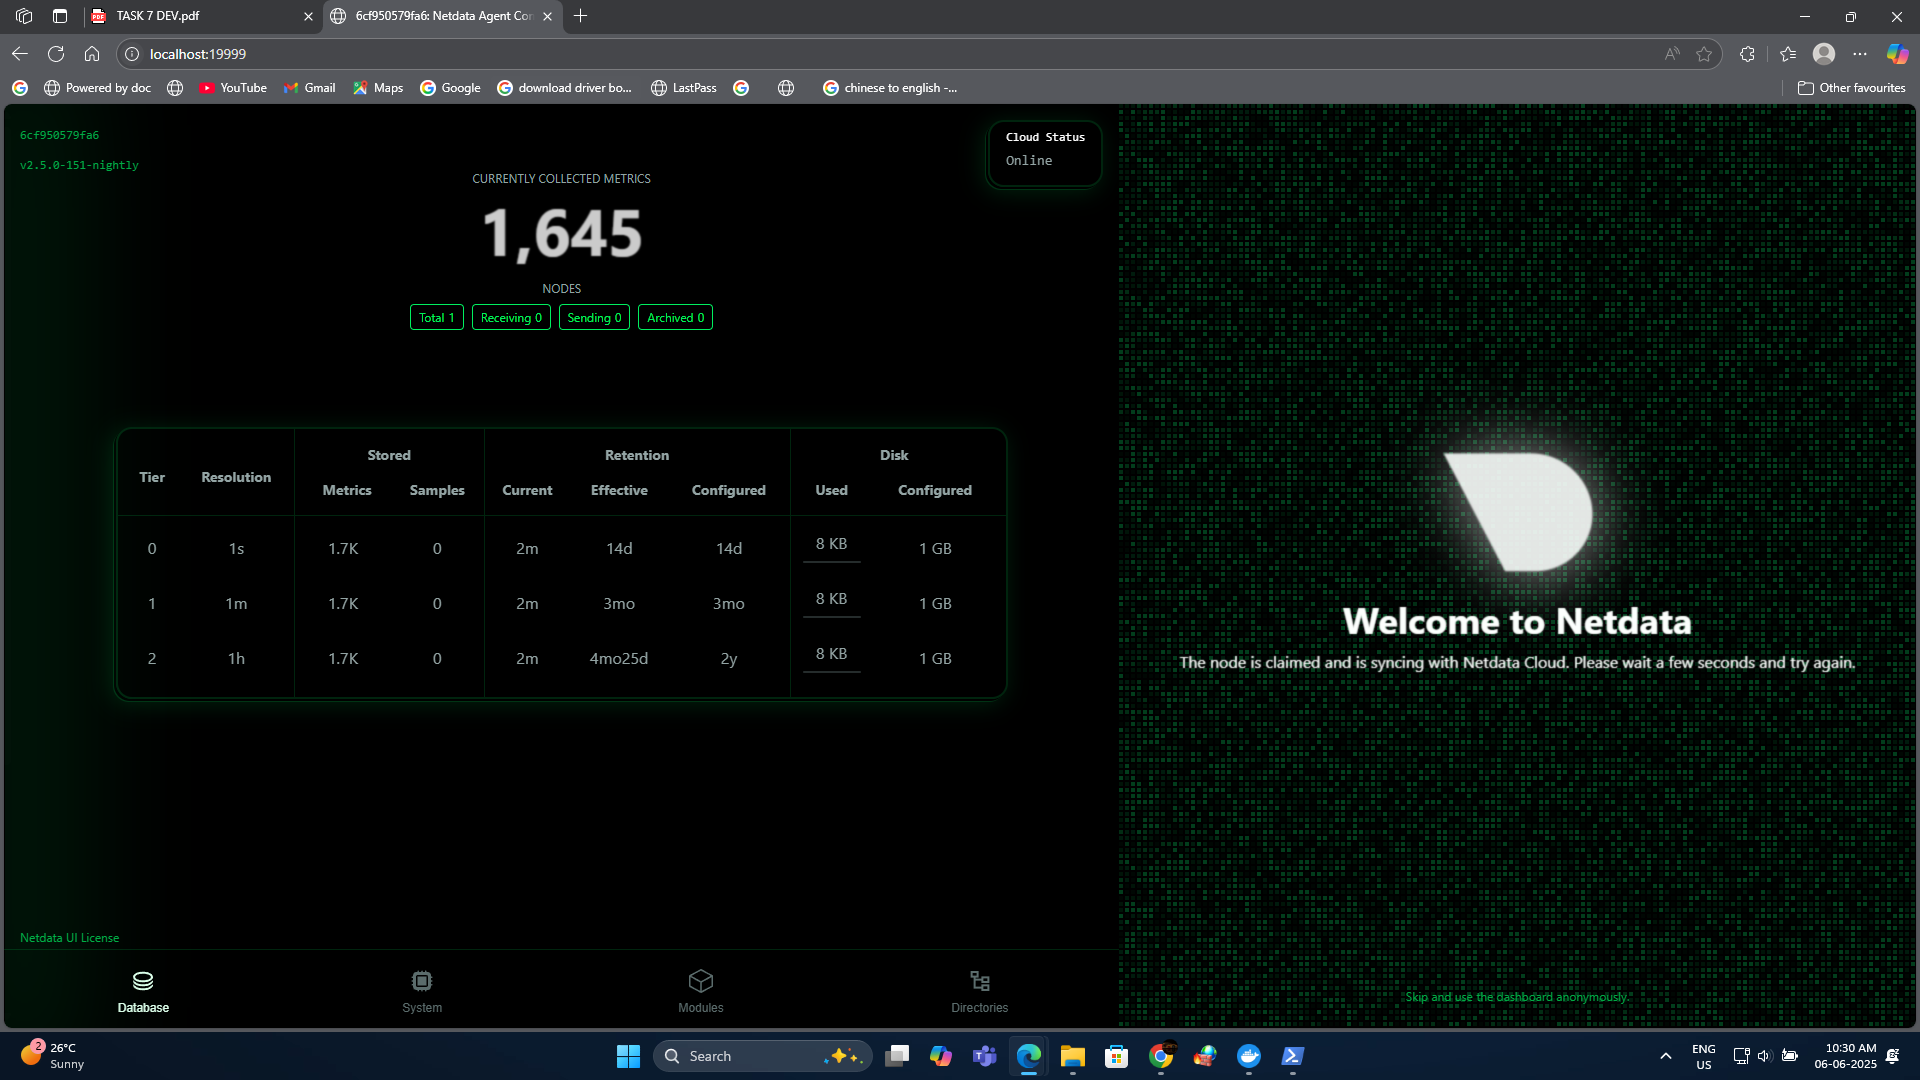 TASK 7 DEV.pdf
6cf950579fa6: Netdata Agent Con
localhost:19999
Powered by doc
YouTube
Gmail
Maps
Google
download driver bo...
LastPass
chinese to english -...
Other favourites
6cf950579fa6
v2.5.0-151-nightly
Cloud Status
Online
CURRENTLY COLLECTED METRICS
1,645
NODES
Total 1 Receiving 0 Sending 0 Archived 0
Tier Resolution Stored Retention Disk
Metrics Samples Current Effective Configured Used Configured
0 1s 1.7K 0 2m 14d 14d 8 KB 1 GB
1 1m 1.7K 0 2m 3mo 3mo 8 KB 1 GB
2 1h 1.7K 0 2m 4mo25d 2y 8 KB 1 GB
Welcome to Netdata
The node is claimed and is syncing with Netdata Cloud. Please wait a few seconds and try again.
Skip and use the dashboard anonymously.
Netdata UI License
Database
System
Modules
Directories
2
26°C
Sunny
Search
ENG
US
10:30 AM
06-06-2025